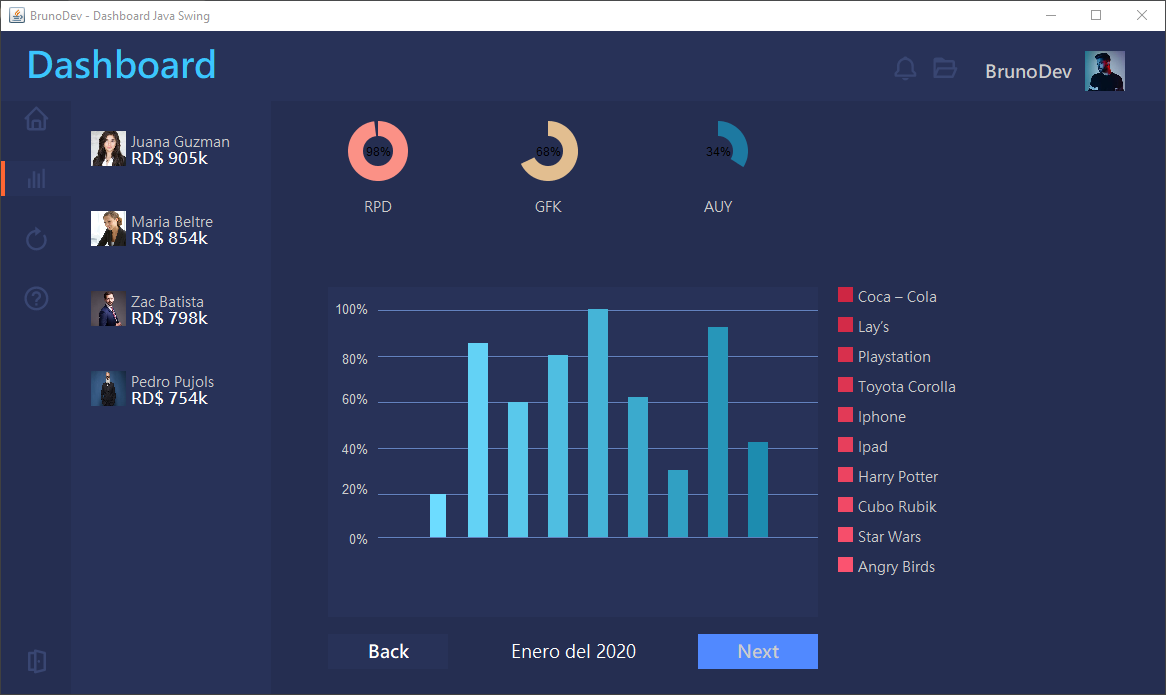 BrunoDev - Dashboard Java Swing
Dashboard
BrunoDev
Juana Guzman
RD$ 905k
Maria Beltre
RD$ 854k
Zac Batista
RD$ 798k
Pedro Pujols
RD$ 754k
98%
68%
34%
RPD
GFK
AUY
100%
80%
60%
40%
20%
0%
Coca – Cola
Lay’s
Playstation
Toyota Corolla
Iphone
Ipad
Harry Potter
Cubo Rubik
Star Wars
Angry Birds
Back
Enero del 2020
Next